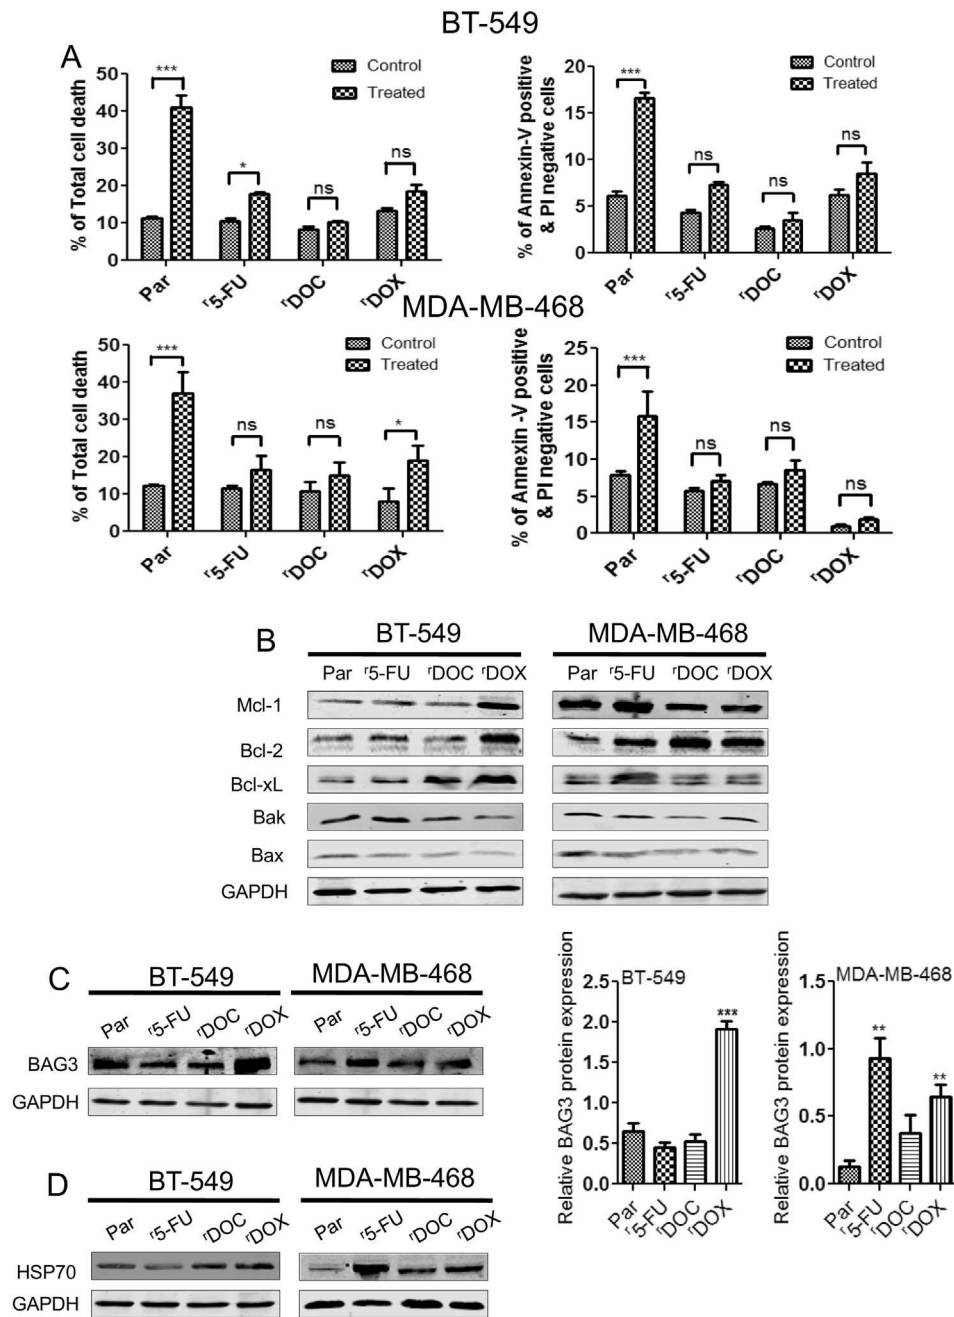 BT-549
A
% of Total cell death
50
40
30
20
10
0
***
*
ns
ns
Control
Treated
Par
r5-FU
rDOC
rDOX
% of Annexin-V positive
& PI negative cells
20
15
10
5
0
***
ns
ns
ns
Control
Treated
Par
r5-FU
rDOC
rDOX
MDA-MB-468
% of Total cell death
50
40
30
20
10
0
***
ns
ns
*
Control
Treated
Par
r5-FU
rDOC
rDOX
% of Annexin -V positive
& PI negative cells
25
20
15
10
5
0
***
ns
ns
ns
Control
Treated
Par
r5-FU
rDOC
rDOX
B
BT-549 MDA-MB-468
Par r5-FU rDOC rDOX Par r5-FU rDOC rDOX
Mcl-1
Bcl-2
Bcl-xL
Bak
Bax
GAPDH
C
BT-549 MDA-MB-468
Par r5-FU rDOC rDOX Par r5-FU rDOC rDOX
BAG3
GAPDH
Relative BAG3 protein expression
BT-549
2.5
2.0
1.5
1.0
0.5
0.0
***
Par
r5-FU
rDOC
rDOX
Relative BAG3 protein expression
MDA-MB-468
1.5
1.0
0.5
0.0
**
**
Par
r5-FU
rDOC
rDOX
D
BT-549 MDA-MB-468
Par r5-FU rDOC rDOX Par r5-FU rDOC rDOX
HSP70
GAPDH